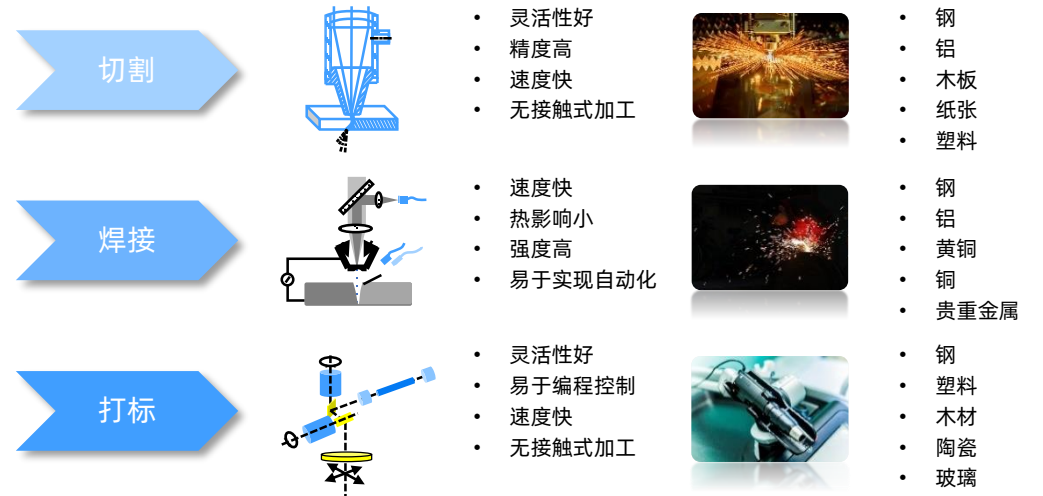 切割
• 灵活性好
• 精度高
• 速度快
• 无接触式加工
• 钢
• 铝
• 木板
• 纸张
• 塑料
焊接
• 速度快
• 热影响小
• 强度高
• 易于实现自动化
• 钢
• 铝
• 黄铜
• 铜
• 贵重金属
打标
• 灵活性好
• 易于编程控制
• 速度快
• 无接触式加工
• 钢
• 塑料
• 木材
• 陶瓷
• 玻璃